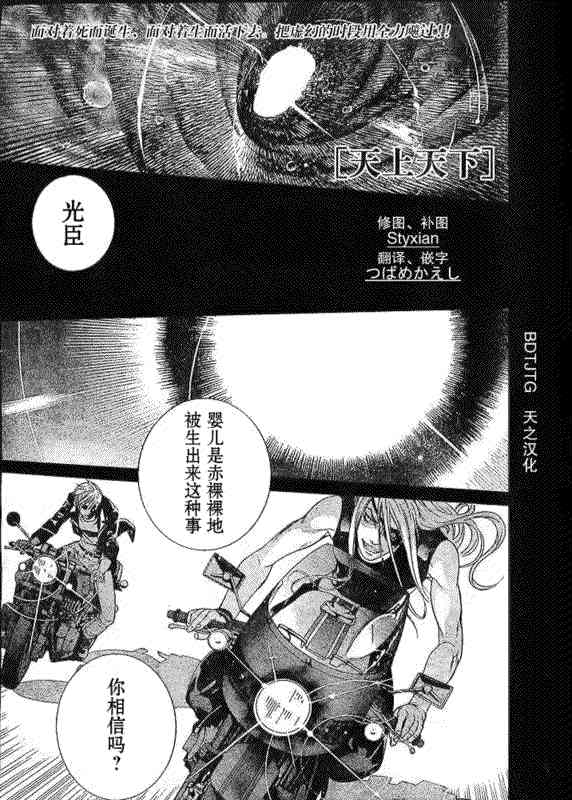 面对着死而诞生、面对着生而活下去、把虚幻的时段用全力飚过!!
[天上天下]
光臣
修图、补图
Styxian
翻译、嵌字
つばめかえし
BDTJTG 天之汉化
婴儿是赤裸裸地
被生出来这种事
你相信吗？